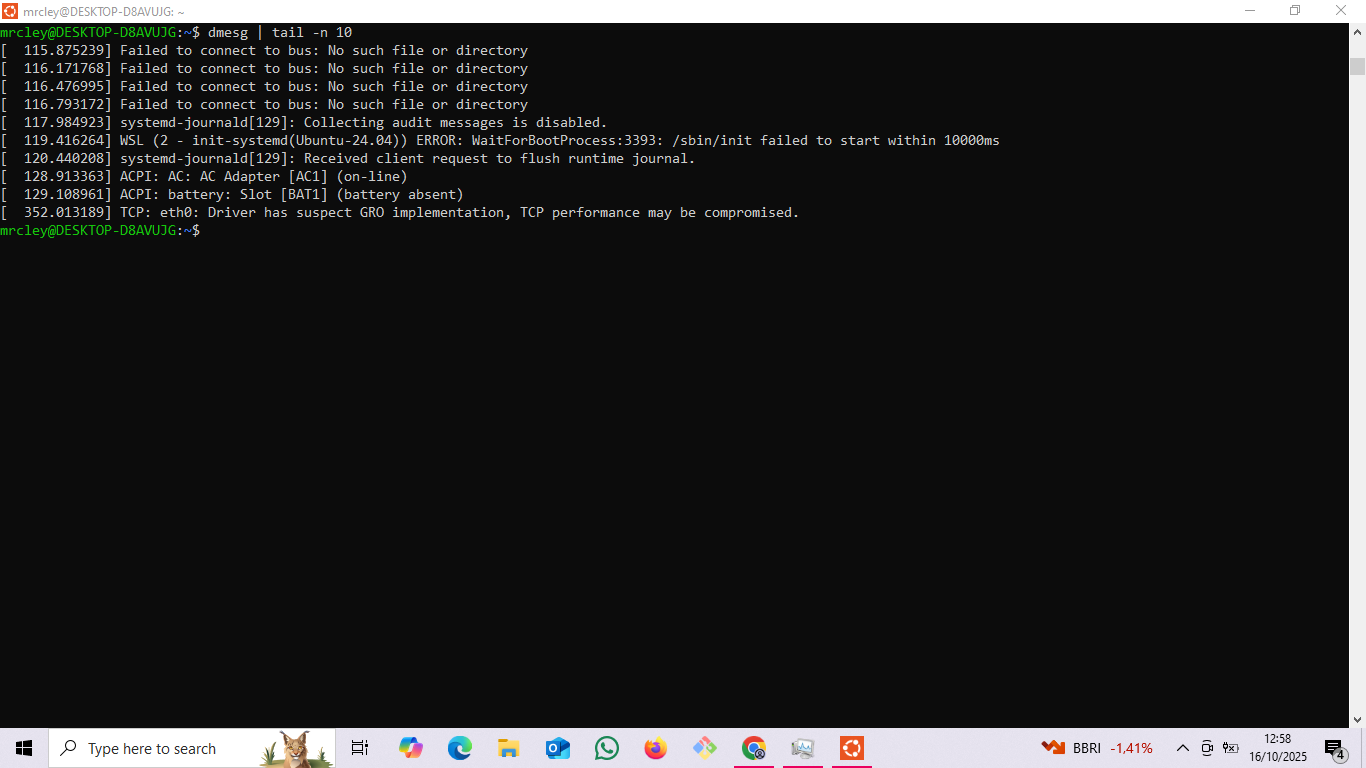 mrcley@DESKTOP-D8AVUJG: ~
mrcley@DESKTOP-D8AVUJG:~$ dmesg | tail -n 10
[  115.875239] Failed to connect to bus: No such file or directory
[  116.171768] Failed to connect to bus: No such file or directory
[  116.476995] Failed to connect to bus: No such file or directory
[  116.793172] Failed to connect to bus: No such file or directory
[  117.984923] systemd-journald[129]: Collecting audit messages is disabled.
[  119.416264] WSL (2 - init-systemd(Ubuntu-24.04)) ERROR: WaitForBootProcess:3393: /sbin/init failed to start within 10000ms
[  120.440208] systemd-journald[129]: Received client request to flush runtime journal.
[  128.913363] ACPI: AC: AC Adapter [AC1] (on-line)
[  129.108961] ACPI: battery: Slot [BAT1] (battery absent)
[  352.013189] TCP: eth0: Driver has suspect GRO implementation, TCP performance may be compromised.
mrcley@DESKTOP-D8AVUJG:~$
Type here to search
BBRI -1,41%
12:58
16/10/2025
4